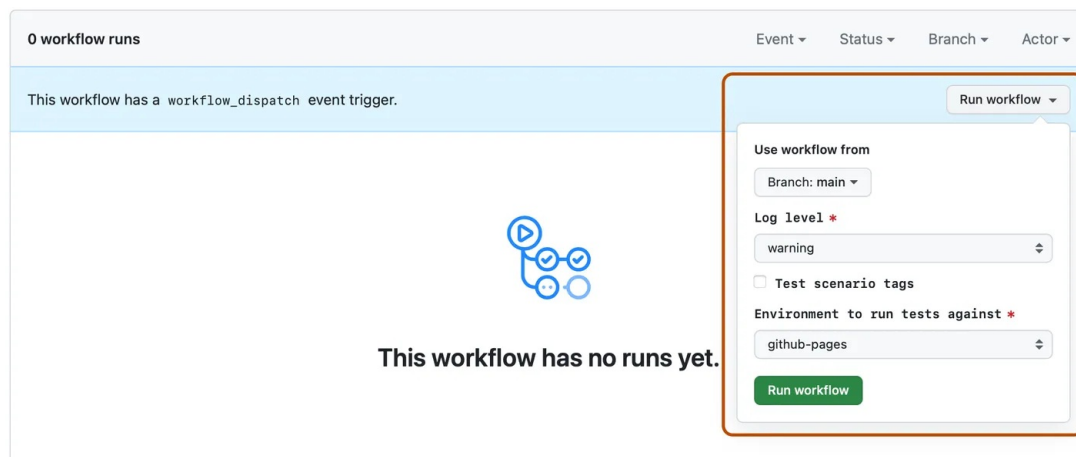 0 workflow runs
Event
Status
Branch
Actor
This workflow has a workflow_dispatch event trigger.
Run workflow
Use workflow from
Branch: main
Log level *
warning
Test scenario tags
Environment to run tests against *
github-pages
Run workflow
This workflow has no runs yet.